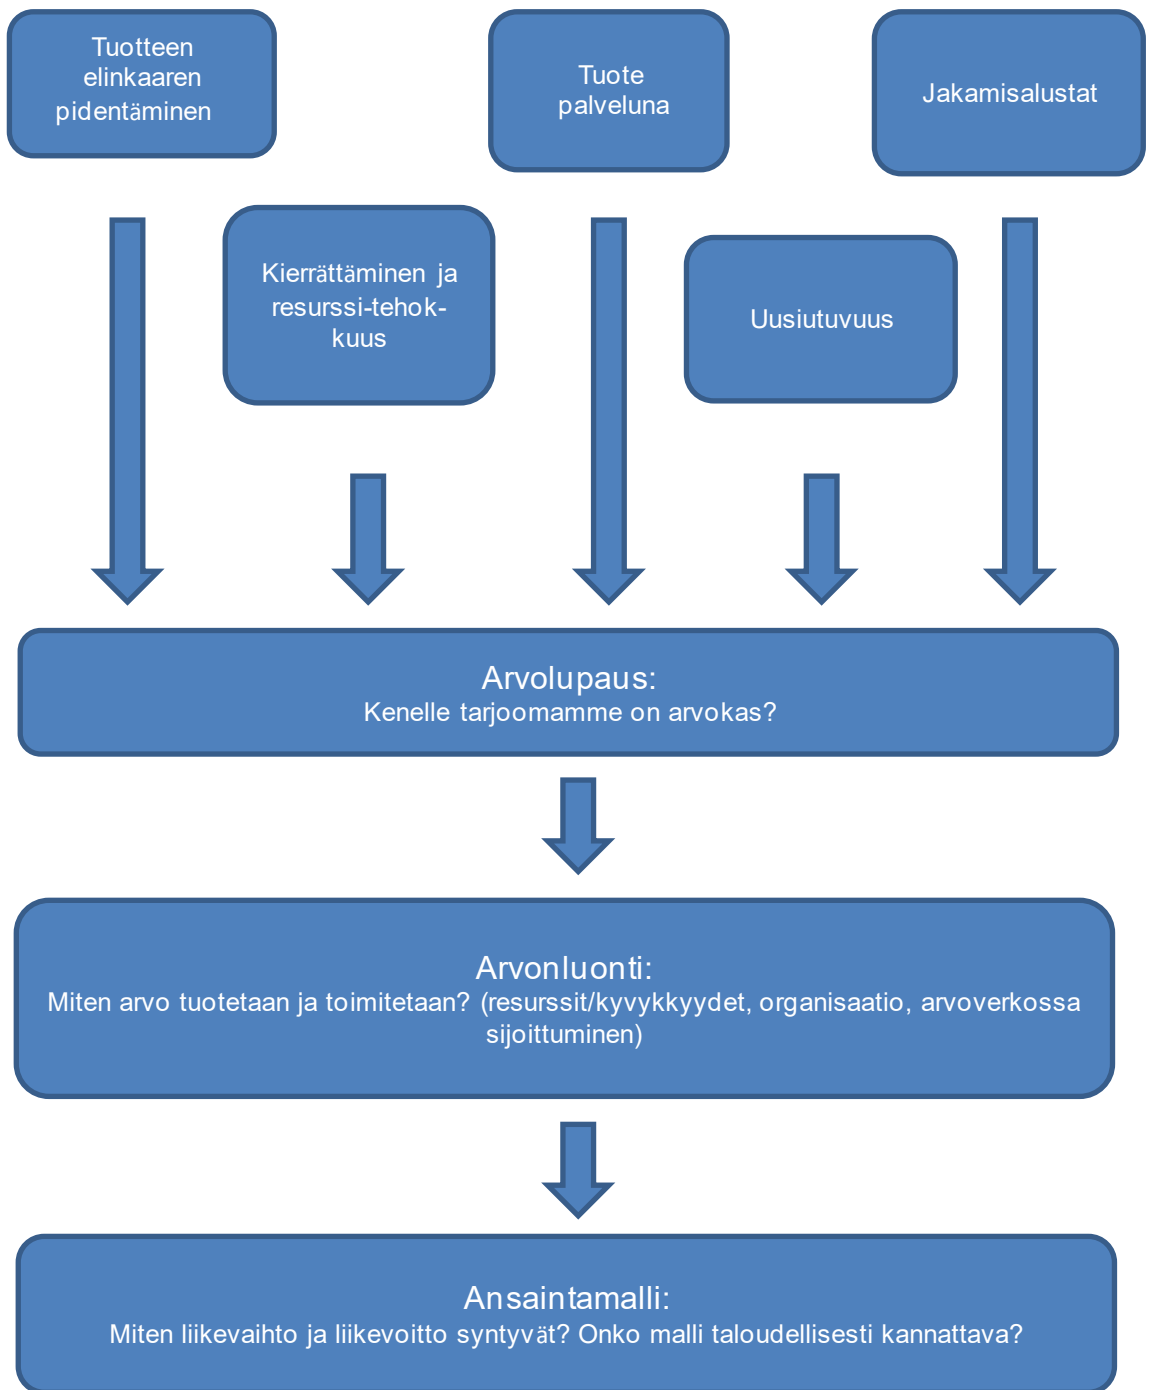 Tuotteen
elinkaaren
pidentäminen
Tuote
palveluna
Jakamisalustat
Kierrättäminen ja
resurssi-tehok-
kuus
Uusiutuvuus
Arvolupaus:
Kenelle tarjoomamme on arvokas?
Arvonluonti:
Miten arvo tuotetaan ja toimitetaan? (resurssit/kyvykkyydet, organisaatio, arvoverkossa
sijoittuminen)
Ansaintamalli:
Miten liikevaihto ja liikevoitto syntyvät? Onko malli taloudellisesti kannattava?